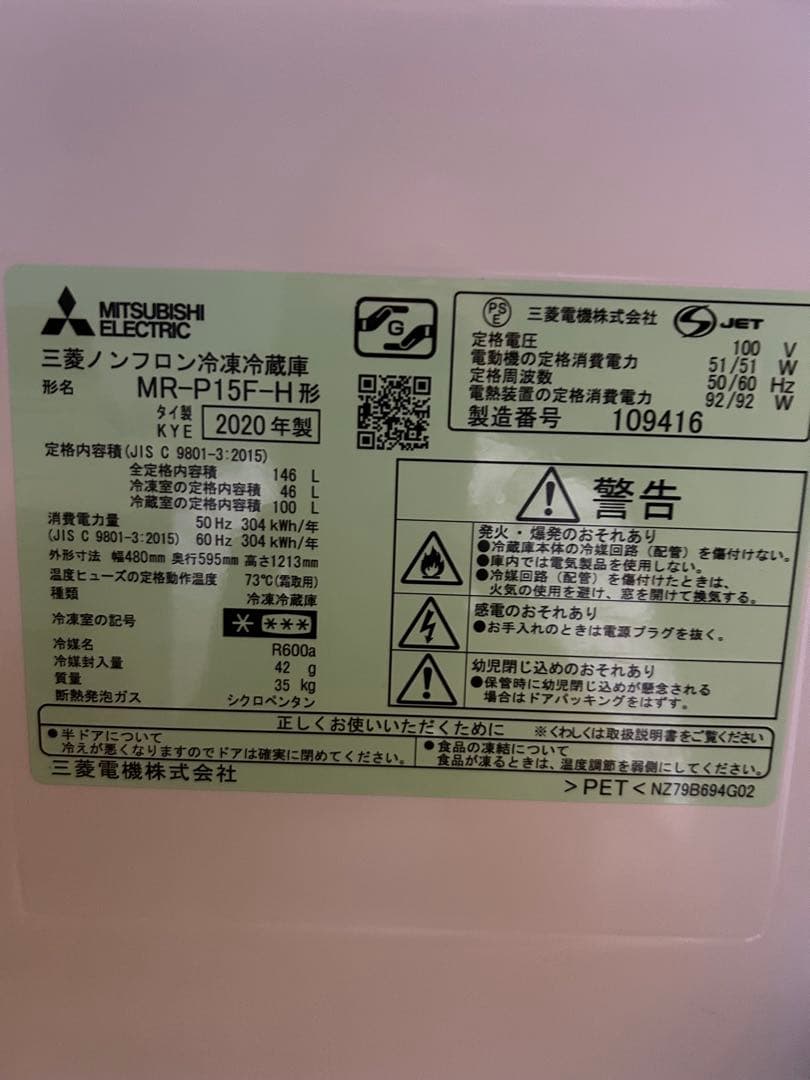 MITSUBISHI
ELECTRIC
三菱ノンフロン冷凍冷蔵庫
形名 MR-P15F-H形
タイ製
KYE 2020年製
定格内容積(JIS C 9801-3:2015)
全定格内容積 146 L
冷凍室の定格内容積 46 L
冷蔵室の定格内容積 100 L
消費電力量 50Hz 304kWh/年
(JIS C 9801-3:2015) 60Hz 304kWh/年
外形寸法 幅480mm 奥行595mm 高さ1213mm
温度ヒューズの定格動作温度 73℃(霜取用)
種類 冷凍冷蔵庫
冷凍室の記号 * ***
冷媒名 R600a
冷媒封入量 42 g
質量 35 kg
断熱発泡ガス シクロペンタン
G
PS
E 三菱電機株式会社 S JET
定格電圧 100 V
電動機の定格消費電力 51/51 W
定格周波数 50/60 Hz
電熱装置の定格消費電力 92/92 W
製造番号 109416
警告
発火・爆発のおそれあり
●冷蔵庫本体の冷媒回路(配管)を傷付けない。
●庫内では電気製品を使用しない。
●冷媒回路(配管)を傷付けたときは、
火気の使用を避け、窓を開けて換気する。
感電のおそれあり
●お手入れのときは電源プラグを抜く。
幼児閉じ込めのおそれあり
●保管時に幼児閉じ込めが懸念される
場合はドアパッキングをはずす。
正しくお使いいただくために ※くわしくは取扱説明書をご覧ください
●半ドアについて
冷えが悪くなりますのでドアは確実に閉めてください。
●食品の凍結について
食品が凍るときは、温度調節を弱側にしてください。
三菱電機株式会社
>PET< NZ79B694G02